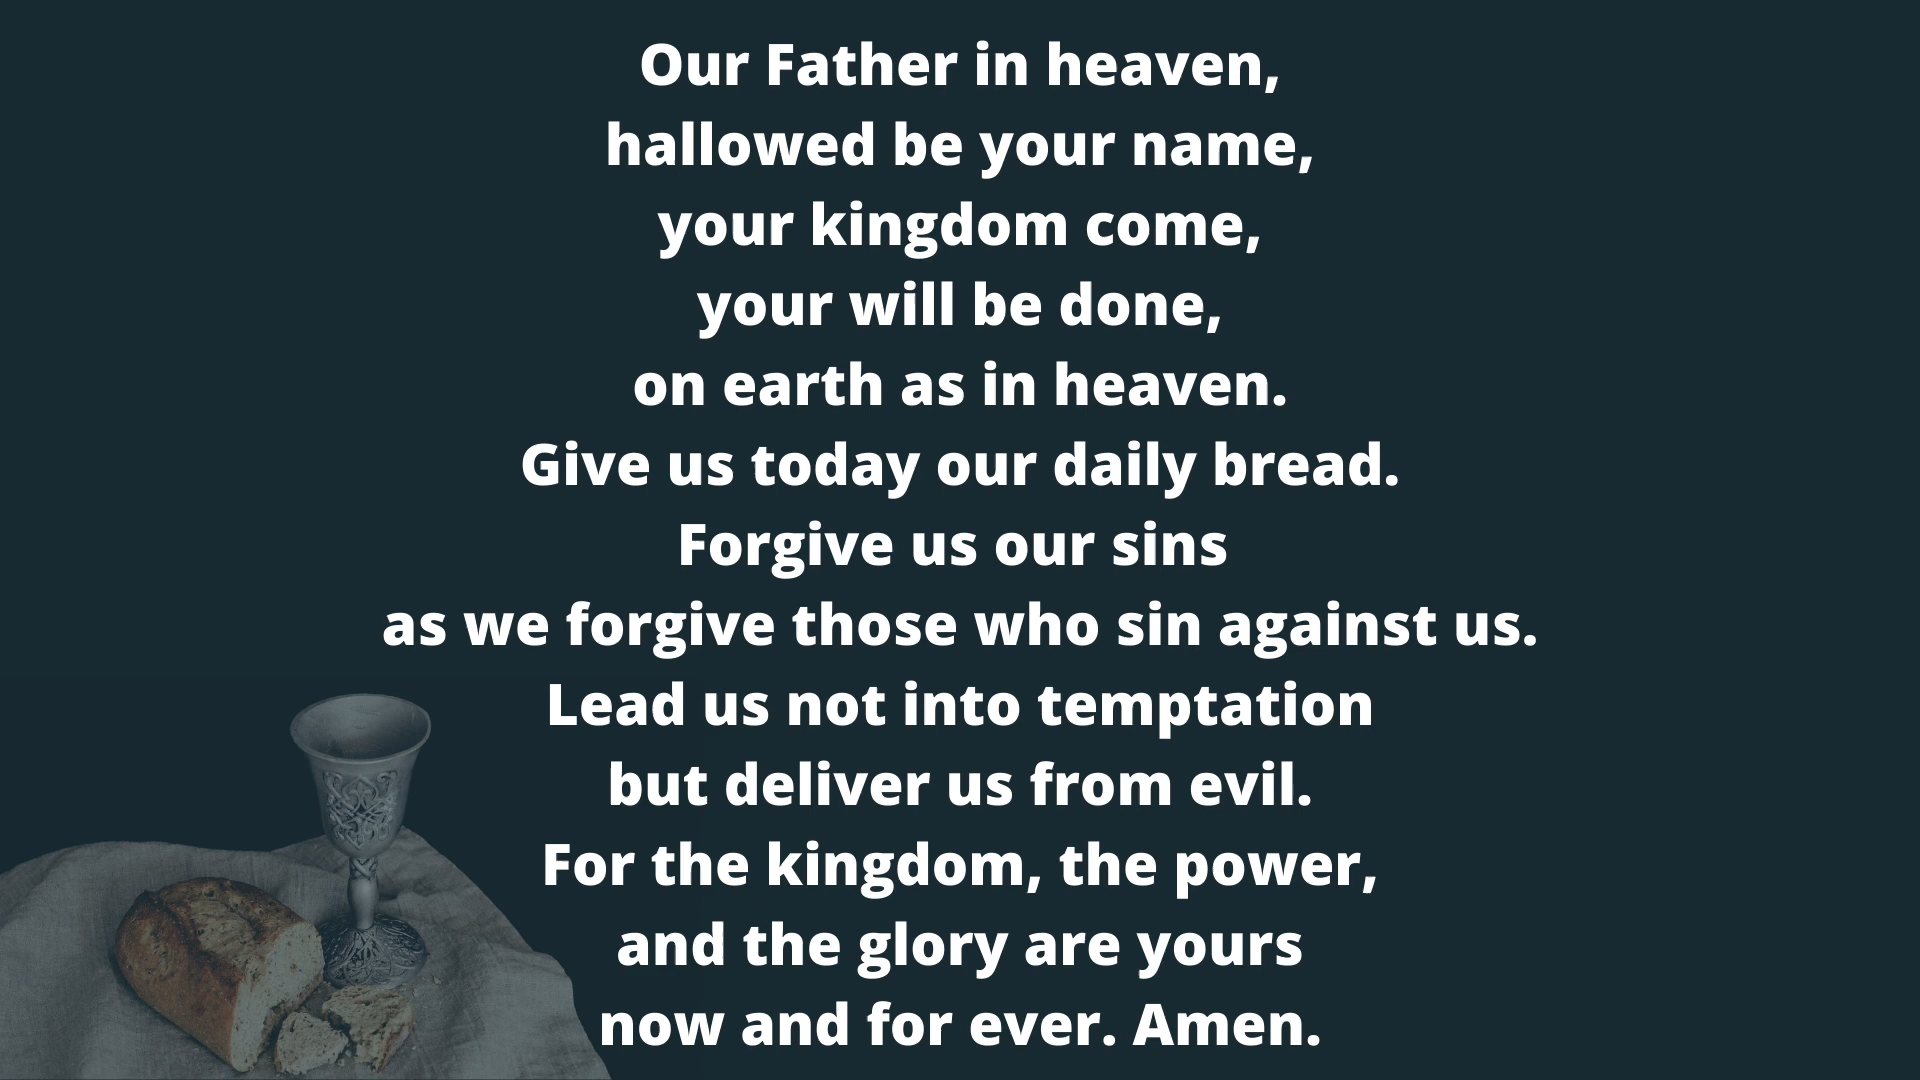 Our Father in heaven,
hallowed be your name,
your kingdom come,
your will be done,
on earth as in heaven.
Give us today our daily bread.
Forgive us our sins
as we forgive those who sin against us.
Lead us not into temptation
but deliver us from evil.
For the kingdom, the power,
and the glory are yours
now and for ever. Amen.